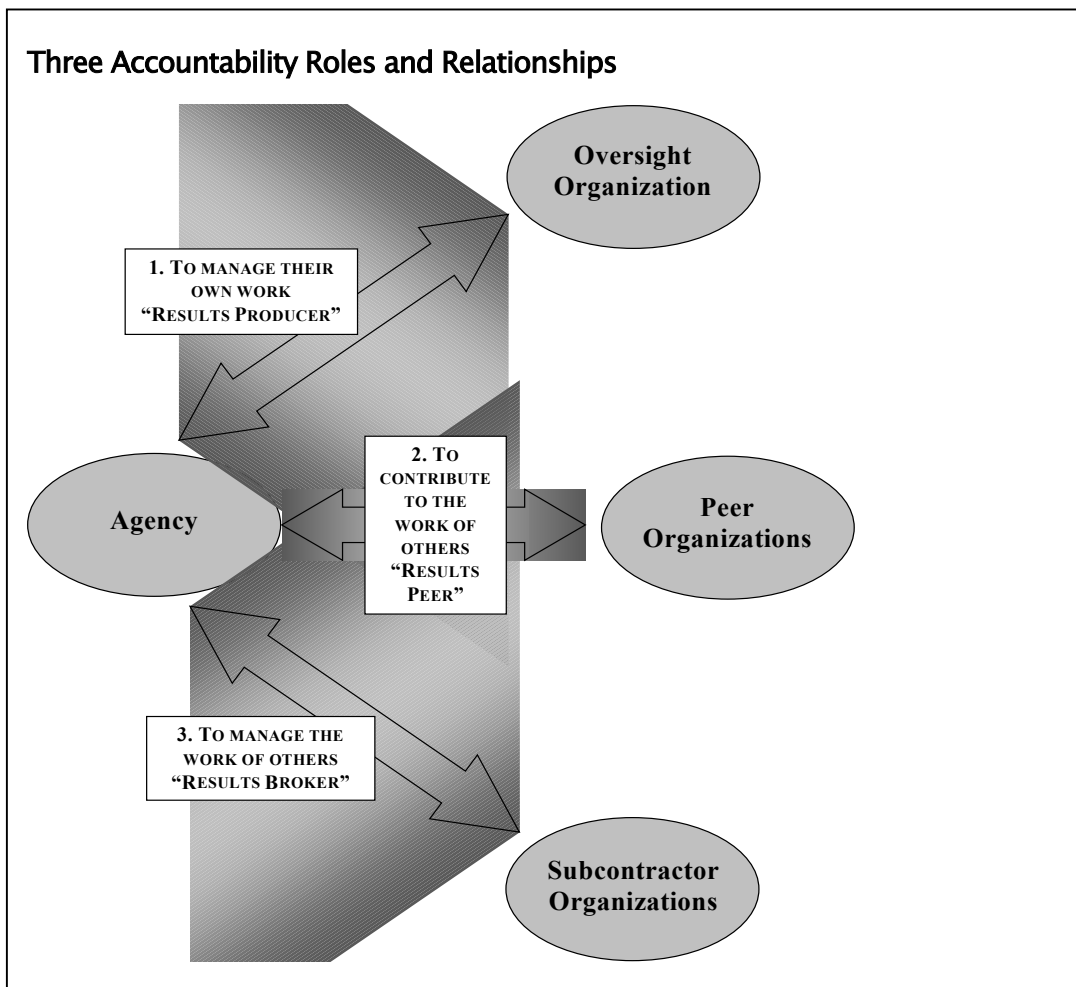 Three Accountability Roles and Relationships
Oversight
Organization
1. TO MANAGE THEIR
OWN WORK
“RESULTS PRODUCER”
2. TO
CONTRIBUTE
TO THE
WORK OF
OTHERS
“RESULTS
PEER”
Agency
Peer
Organizations
3. TO MANAGE THE
WORK OF OTHERS
“RESULTS BROKER”
Subcontractor
Organizations